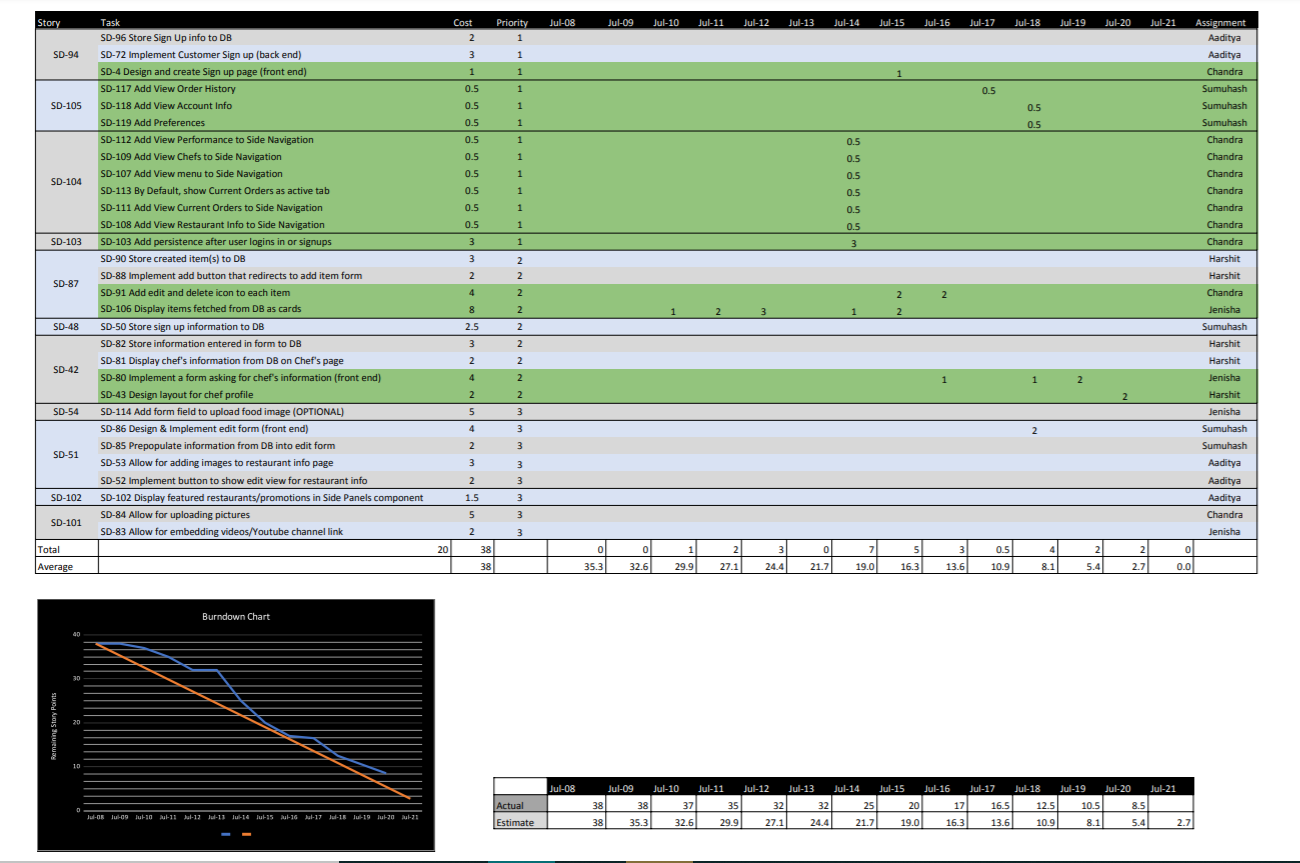 Story Task Cost Priority Jul-08 Jul-09 Jul-10 Jul-11 Jul-12 Jul-13 Jul-14 Jul-15 Jul-16 Jul-17 Jul-18 Jul-19 Jul-20 Jul-21 Assignment
SD-96 Store Sign Up info to DB 2 1 Aaditya
SD-94 SD-72 Implement Customer Sign up (back end) 3 1 Aaditya
SD-4 Design and create Sign up page (front end) 1 1 1 Chandra
SD-117 Add View Order History 0.5 1 0.5 Sumuhash
SD-105 SD-118 Add View Account Info 0.5 1 0.5 Sumuhash
SD-119 Add Preferences 0.5 1 0.5 Sumuhash
SD-112 Add View Performance to Side Navigation 0.5 1 0.5 Chandra
SD-109 Add View Chefs to Side Navigation 0.5 1 0.5 Chandra
SD-107 Add View menu to Side Navigation 0.5 1 0.5 Chandra
SD-104 SD-113 By Default, show Current Orders as active tab 0.5 1 0.5 Chandra
SD-111 Add View Current Orders to Side Navigation 0.5 1 0.5 Chandra
SD-108 Add View Restaurant Info to Side Navigation 0.5 1 0.5 Chandra
SD-103 SD-103 Add persistence after user logins in or signups 3 1 3 Chandra
SD-90 Store created item(s) to DB 3 2 Harshit
SD-87 SD-88 Implement add button that redirects to add item form 2 2 Harshit
SD-91 Add edit and delete icon to each item 4 2 2 2 Chandra
SD-106 Display items fetched from DB as cards 8 2 1 2 3 1 2 Jenisha
SD-48 SD-50 Store sign up information to DB 2.5 2 Sumuhash
SD-82 Store information entered in form to DB 3 2 Harshit
SD-42 SD-81 Display chef's information from DB on Chef's page 2 2 Harshit
SD-80 Implement a form asking for chef's information (front end) 4 2 1 1 2 Jenisha
SD-43 Design layout for chef profile 2 2 2 Harshit
SD-54 SD-114 Add form field to upload food image (OPTIONAL) 5 3 Jenisha
SD-86 Design & Implement edit form (front end) 4 3 2 Sumuhash
SD-51 SD-85 Prepopulate information from DB into edit form 2 3 Sumuhash
SD-53 Allow for adding images to restaurant info page 3 3 Aaditya
SD-52 Implement button to show edit view for restaurant info 2 3 Aaditya
SD-102 SD-102 Display featured restaurants/promotions in Side Panels component 1.5 3 Aaditya
SD-101 SD-84 Allow for uploading pictures 5 3 Chandra
SD-83 Allow for embedding videos/Youtube channel link 2 3 Jenisha
Total 20 38 0 0 1 2 3 0 7 5 3 0.5 4 2 2 0
Average 38 35.3 32.6 29.9 27.1 24.4 21.7 19.0 16.3 13.6 10.9 8.1 5.4 2.7 0.0
Burndown Chart
40
30
20
10
0
Remaining Story Points
Jul-08 Jul-09 Jul-10 Jul-11 Jul-12 Jul-13 Jul-14 Jul-15 Jul-16 Jul-17 Jul-18 Jul-19 Jul-20 Jul-21
Jul-08 Jul-09 Jul-10 Jul-11 Jul-12 Jul-13 Jul-14 Jul-15 Jul-16 Jul-17 Jul-18 Jul-19 Jul-20 Jul-21
Actual 38 38 37 35 32 32 25 20 17 16.5 12.5 10.5 8.5
Estimate 38 35.3 32.6 29.9 27.1 24.4 21.7 19.0 16.3 13.6 10.9 8.1 5.4 2.7